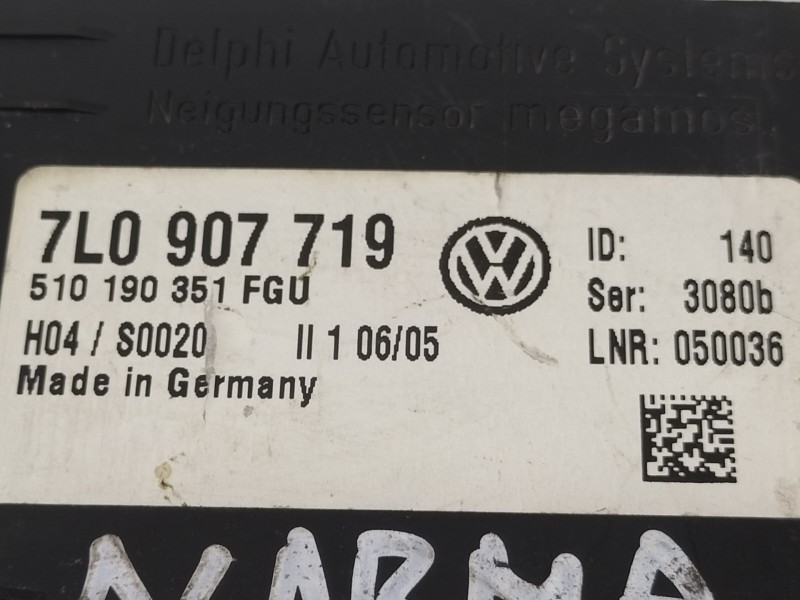 Delphi Automotive Systems
Neigungssensor megamos
7L0 907 719
510 190 351 FGU
H04 / S0020 II 1 06/05
Made in Germany
VW
ID: 140
Ser: 3080b
LNR: 050036